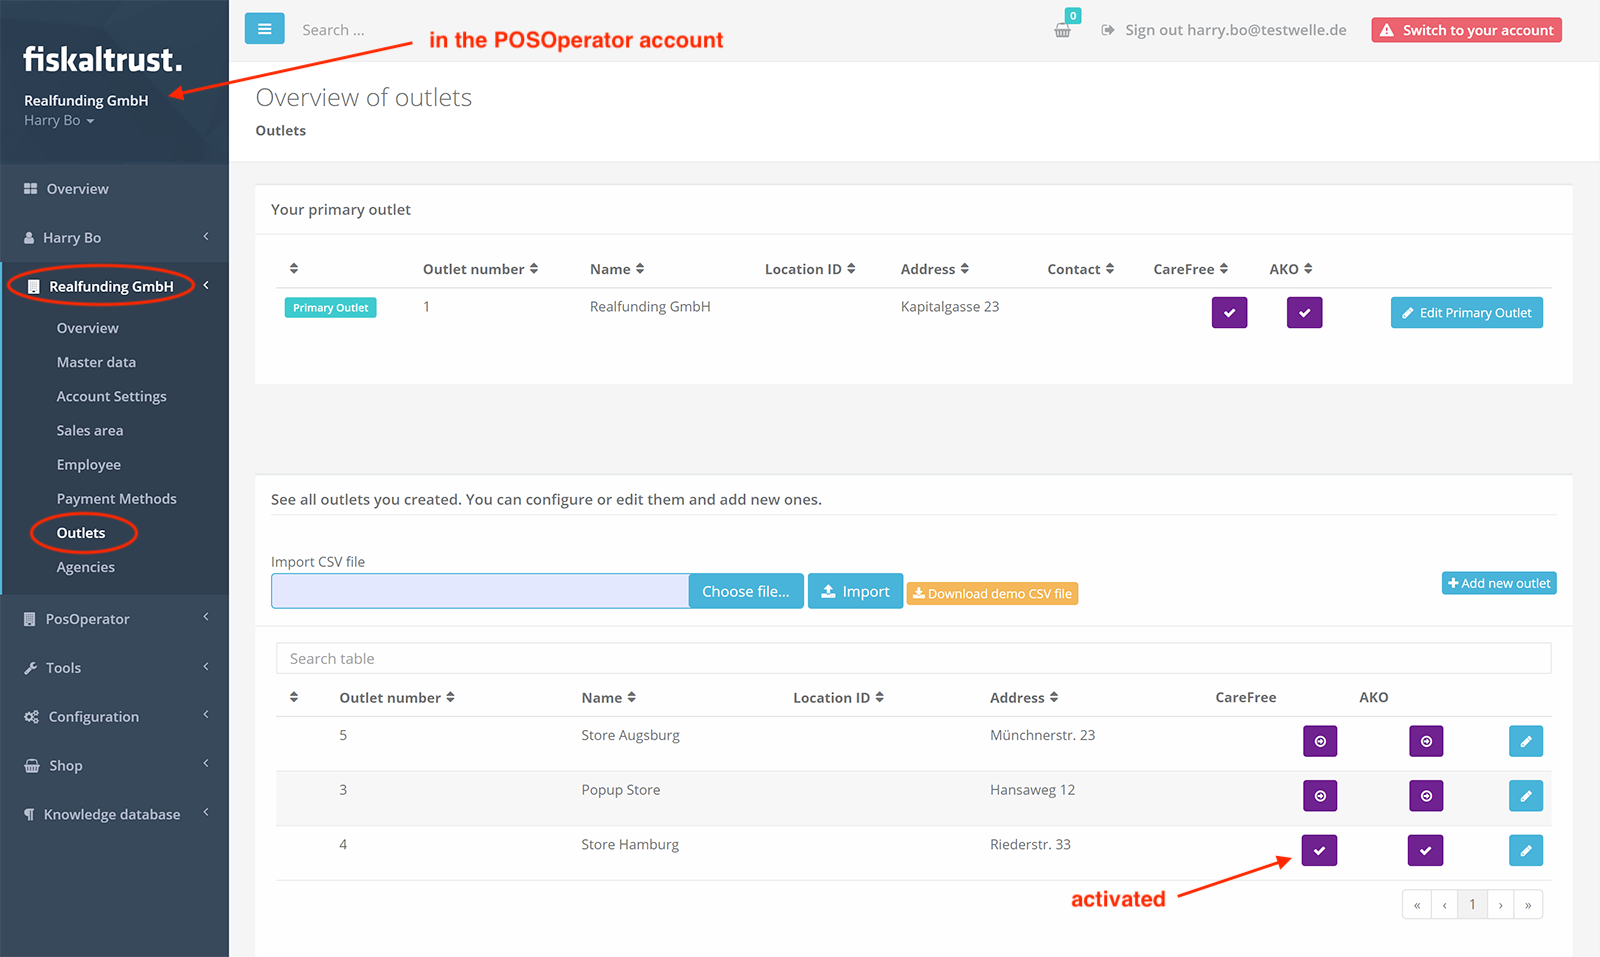 fiskaltrust.
Realfunding GmbH
Harry Bo
Overview
Harry Bo
Realfunding GmbH
Overview
Master data
Account Settings
Sales area
Employee
Payment Methods
Outlets
Agencies
PosOperator
Tools
Configuration
Shop
Knowledge database
Search ...
in the POSOperator account
0
Sign out harry.bo@testwelle.de
Switch to your account
Overview of outlets
Outlets
Your primary outlet
Outlet number Name Location ID Address Contact CareFree AKO
Primary Outlet 1 Realfunding GmbH Kapitalgasse 23 Edit Primary Outlet
See all outlets you created. You can configure or edit them and add new ones.
Import CSV file
Choose file... Import Download demo CSV file
+ Add new outlet
Search table
Outlet number Name Location ID Address CareFree AKO
5 Store Augsburg Münchnerstr. 23
3 Popup Store Hansaweg 12
4 Store Hamburg Riederstr. 33
activated
« ‹ 1 › »